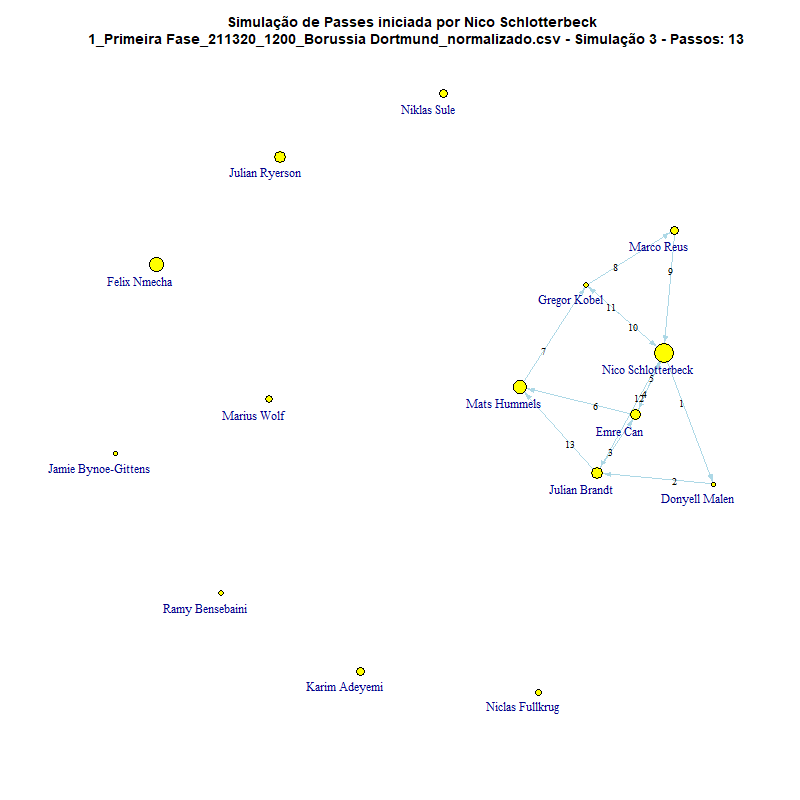 Simulação de Passes iniciada por Nico Schlotterbeck
1_Primeira Fase_211320_1200_Borussia Dortmund_normalizado.csv - Simulação 3 - Passos: 13
Niklas Sule
Julian Ryerson
Marco Reus
8
9
Felix Nmecha
Gregor Kobel
11
10
7
Nico Schlotterbeck
5
4
12
1
Mats Hummels
6
Marius Wolf
Emre Can
13
3
Jamie Bynoe-Gittens
2
Julian Brandt
Donyell Malen
Ramy Bensebaini
Karim Adeyemi
Niclas Fullkrug